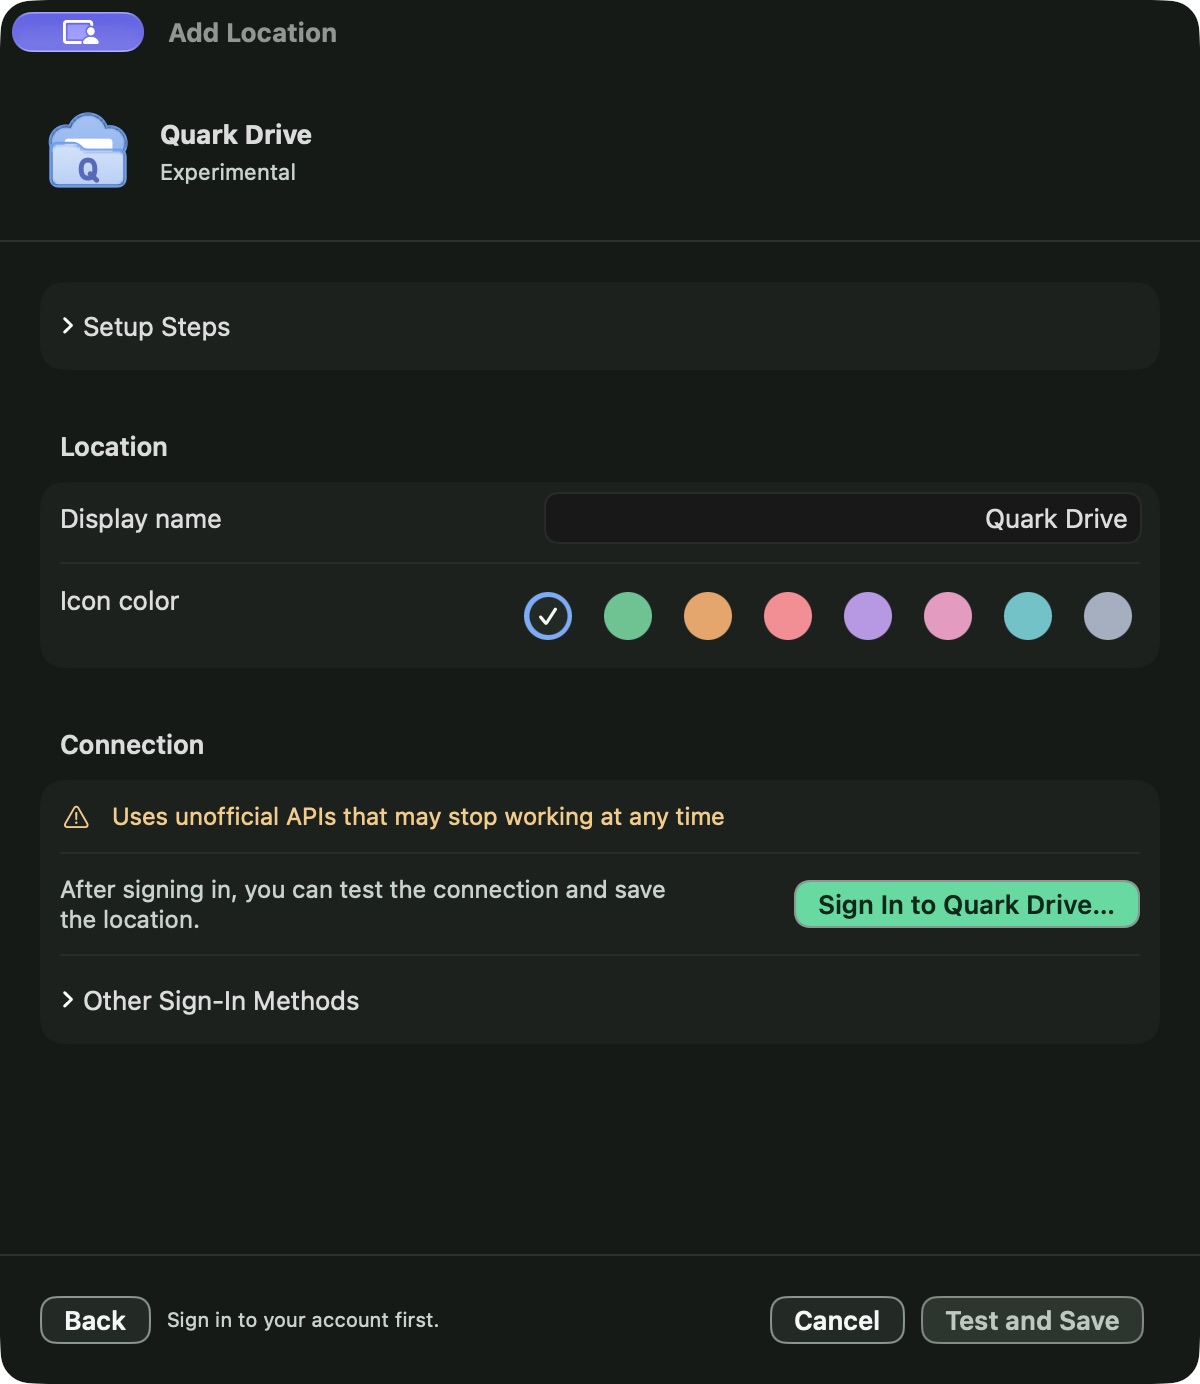 Add Location
Quark Drive
Experimental
Q
Setup Steps
Location
Display name
Quark Drive
Icon color
Connection
Uses unofficial APIs that may stop working at any time
After signing in, you can test the connection and save
the location.
Sign In to Quark Drive...
Other Sign-In Methods
Back
Sign in to your account first.
Cancel
Test and Save